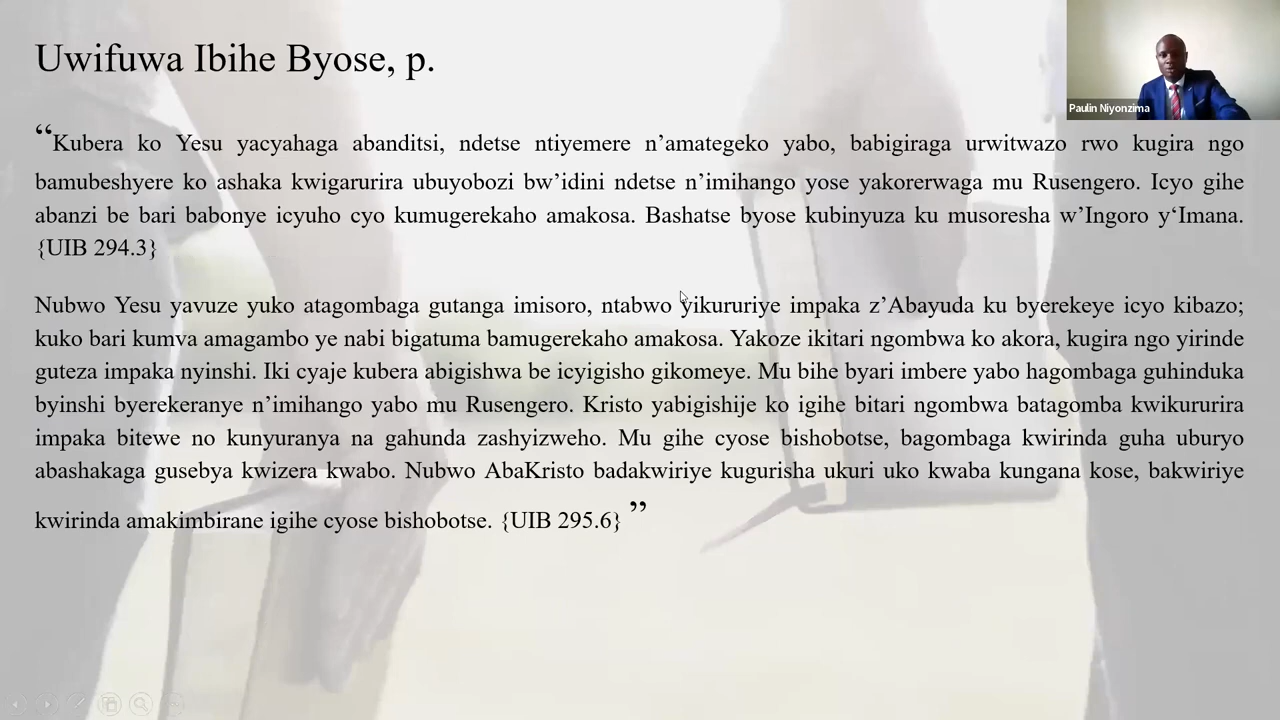 Uwifuwa Ibihe Byose, p.
Paulin Niyonzima
“Kubera ko Yesu yacyahaga abanditsi, ndetse ntiyemere n’amategeko yabo, babigiraga urwitwazo rwo kugira ngo
bamubeshyere ko ashaka kwigarurira ubuyobozi bw’idini ndetse n’imihango yose yakorerwaga mu Rusengero. Icyo gihe
abanzi be bari babonye icyuho cyo kumugerekaho amakosa. Bashatse byose kubinyuza ku musoresha w’Ingoro y‘Imana.
{UIB 294.3}
Nubwo Yesu yavuze yuko atagombaga gutanga imisoro, ntabwo yikururiye impaka z’Abayuda ku byerekeye icyo kibazo;
kuko bari kumva amagambo ye nabi bigatuma bamugerekaho amakosa. Yakoze ikitari ngombwa ko akora, kugira ngo yirinde
guteza impaka nyinshi. Iki cyaje kubera abigishwa be icyigisho gikomeye. Mu bihe byari imbere yabo hagombaga guhinduka
byinshi byerekeranye n’imihango yabo mu Rusengero. Kristo yabigishije ko igihe bitari ngombwa batagomba kwikururira
impaka bitewe no kunyuranya na gahunda zashyizweho. Mu gihe cyose bishobotse, bagombaga kwirinda guha uburyo
abashakaga gusebya kwizera kwabo. Nubwo AbaKristo badakwiriye kugurisha ukuri uko kwaba kungana kose, bakwiriye
kwirinda amakimbirane igihe cyose bishobotse. {UIB 295.6} ”